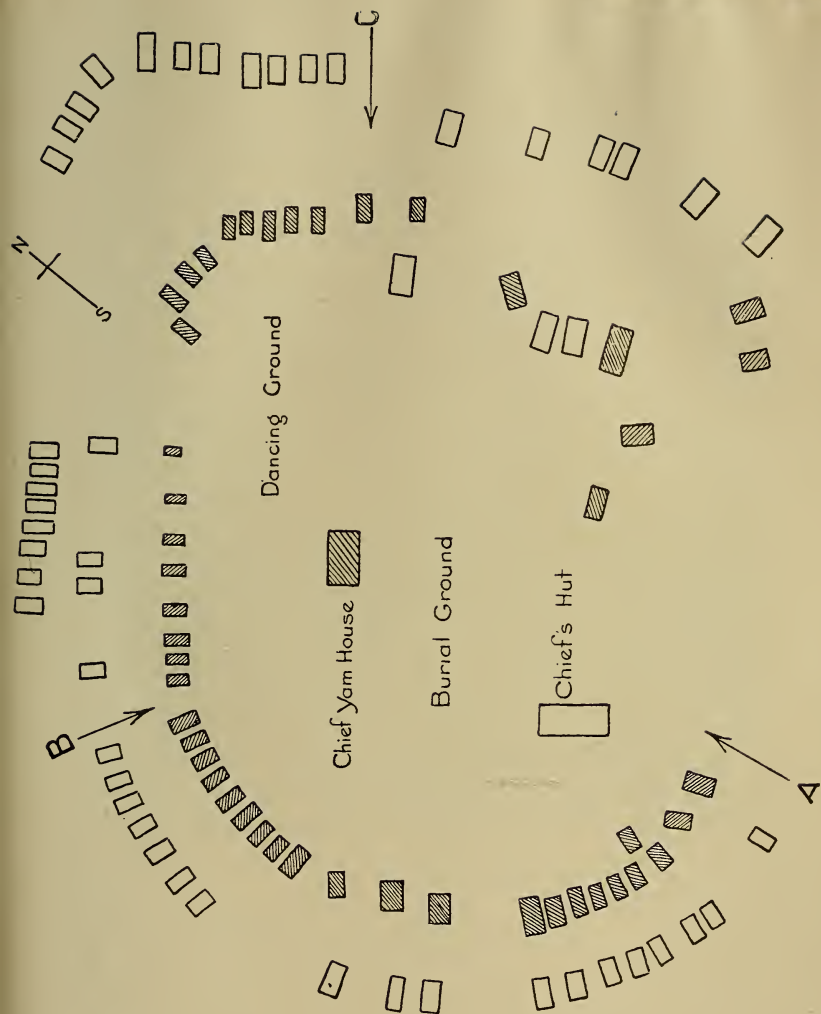 C
N
S
Dancing Ground
B
Chief Yam House
Burial Ground
Chief's Hut
A